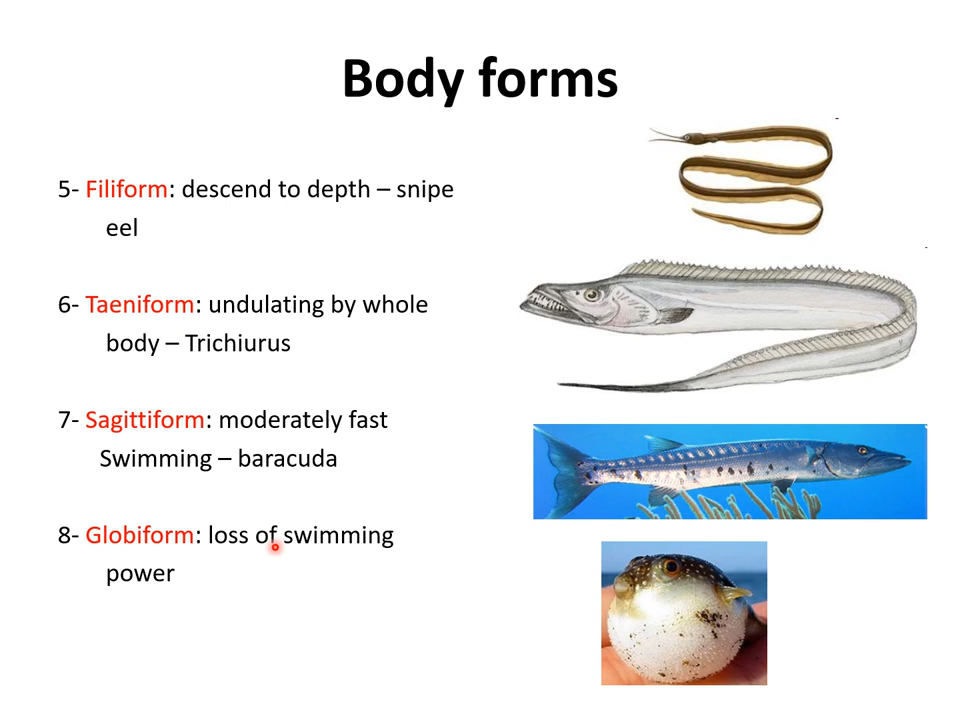 Body forms
5- Filiform: descend to depth – snipe
eel
6- Taeniform: undulating by whole
body – Trichiurus
7- Sagittiform: moderately fast
Swimming – baracuda
8- Globiform: loss of swimming
power